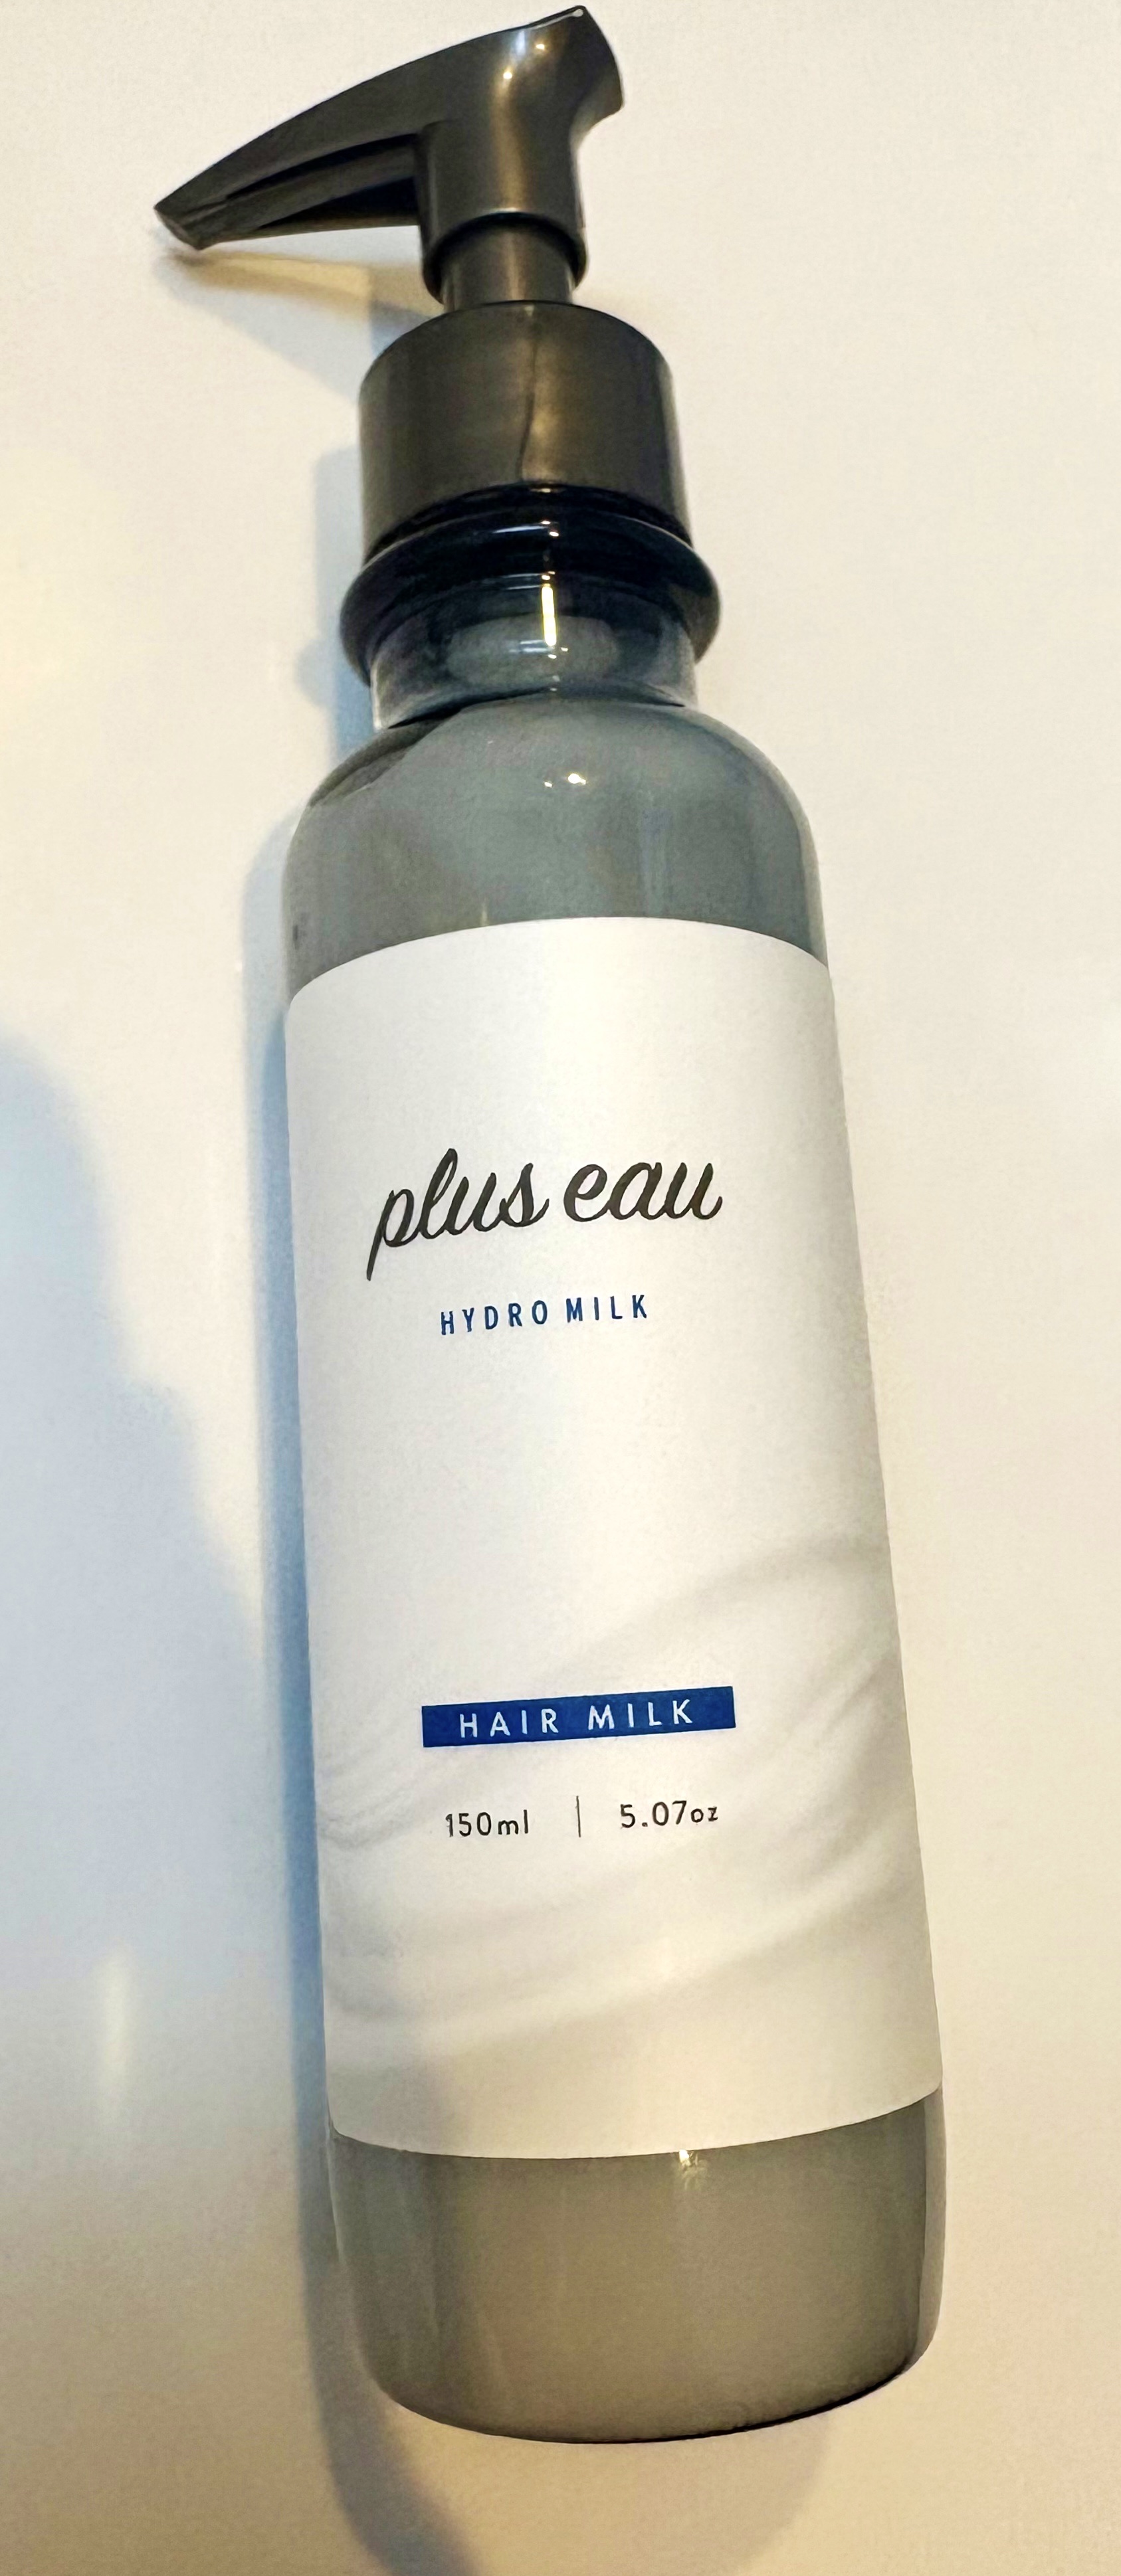 plus eau
HYDRO MILK
HAIR MILK
150ml | 5.07oz